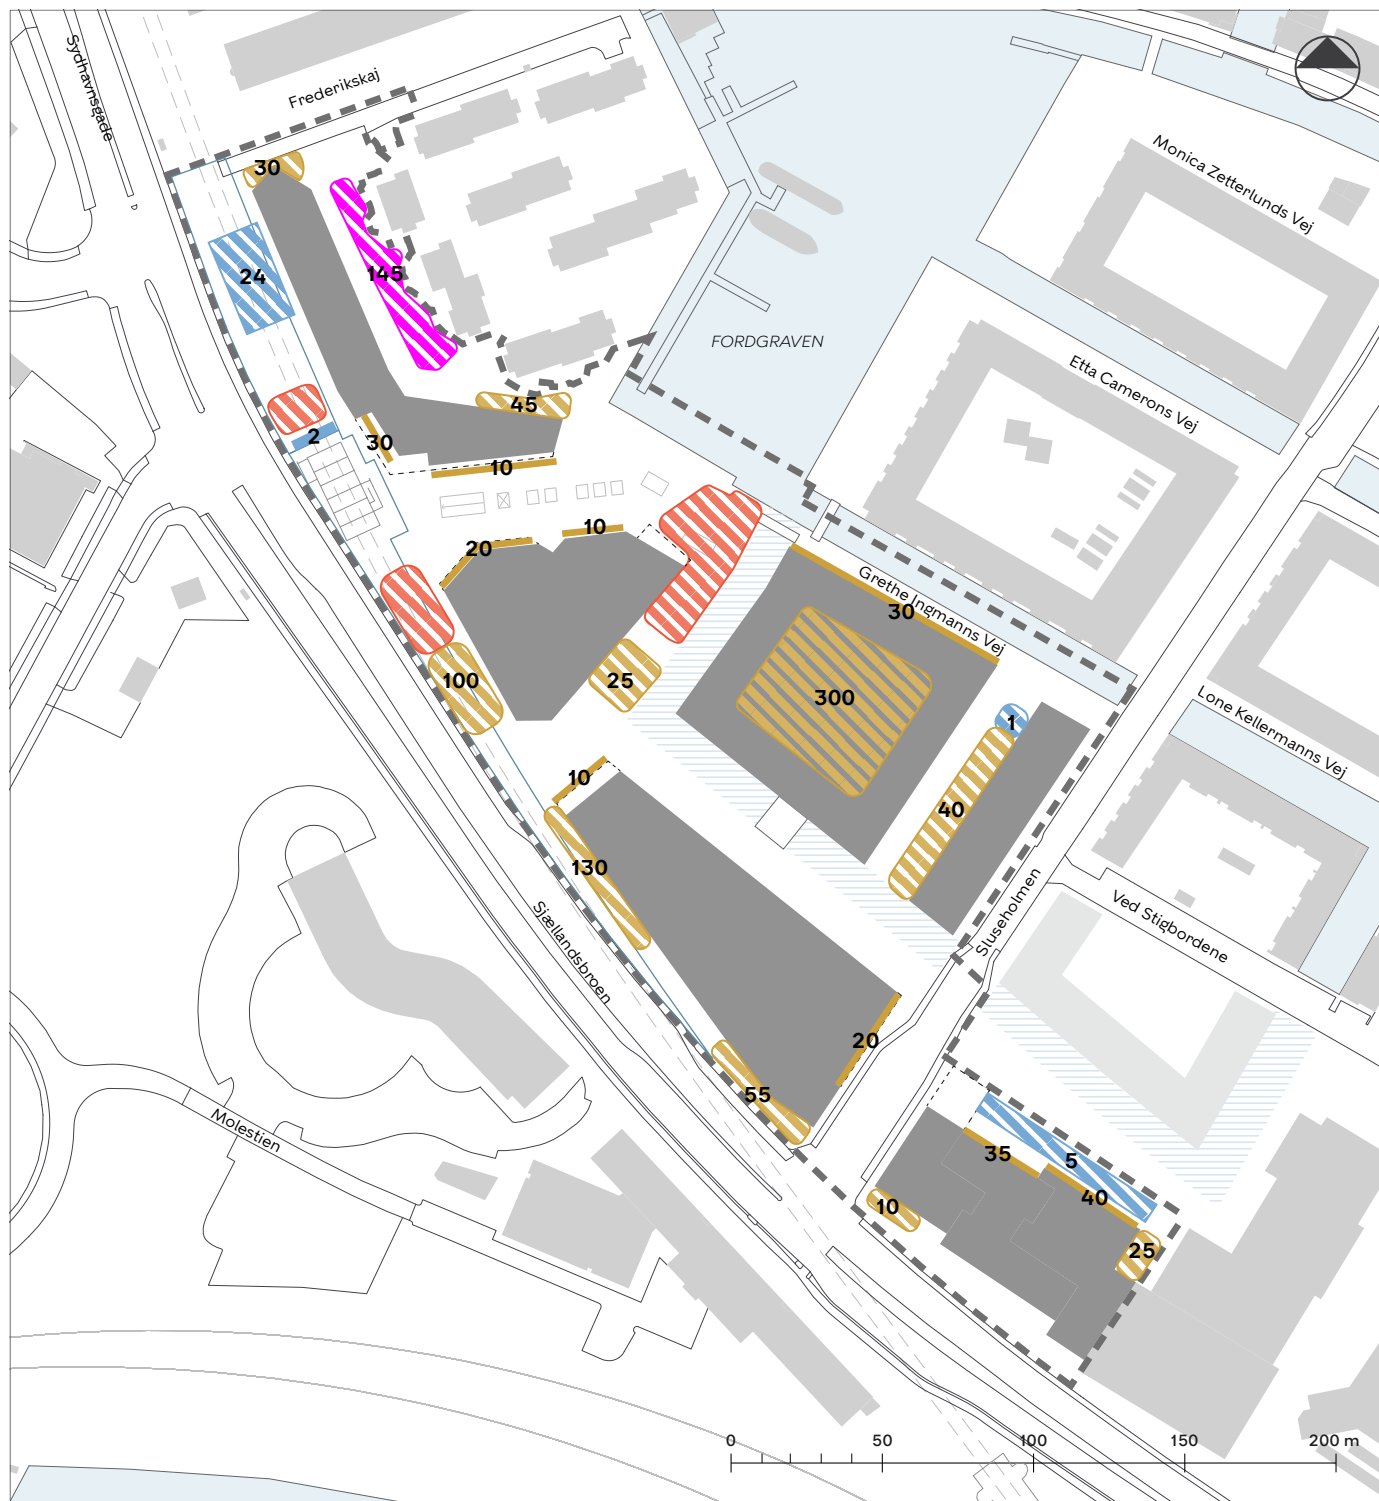 Sydhavnsgade
Frederikskaj
Monica Zetterlunds Vej
30
145
24
FORDGRAVEN
Etta Camerons Vej
45
2
30
10
10
20
Grethe Ingmanns Vej
30
100
25
300
Lone Kellermanns Vej
1
10
40
130
Sjællandsbroen
Sluseholmen
Ved Stigbordene
20
55
Molestien
35
5
40
10
25
0
50
100
150
200 m